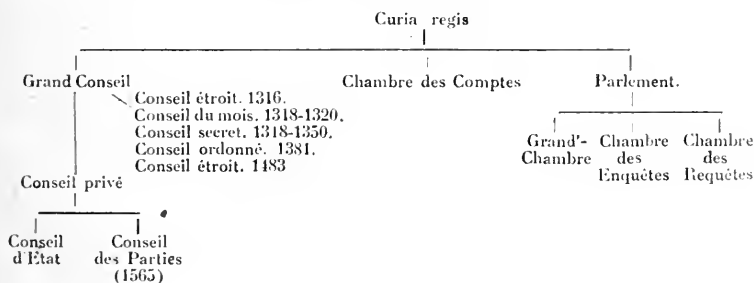 Curia regis
Grand Conseil
Chambre des Comptes
Parlement.
Conseil étroit. 1316.
Conseil du mois. 1318-1320.
Conseil secret. 1318-1350.
Conseil ordonné. 1381.
Conseil étroit. 1483
Grand'-
Chambre
Chambre
des
Enquêtes
Chambre
des
Requêtes
Conseil privé
Conseil
d'État
Conseil
des Parties
(1565)